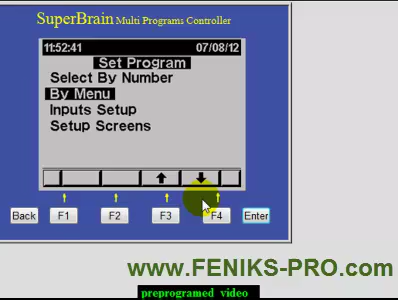 SuperBrain Multi Programs Controller
11:52:41 07/08/12
Set Program
Select By Number
By Menu
Inputs Setup
Setup Screens
Back F1 F2 F3 F4 Enter
www.FENIKS-PRO.com
preprogramed video